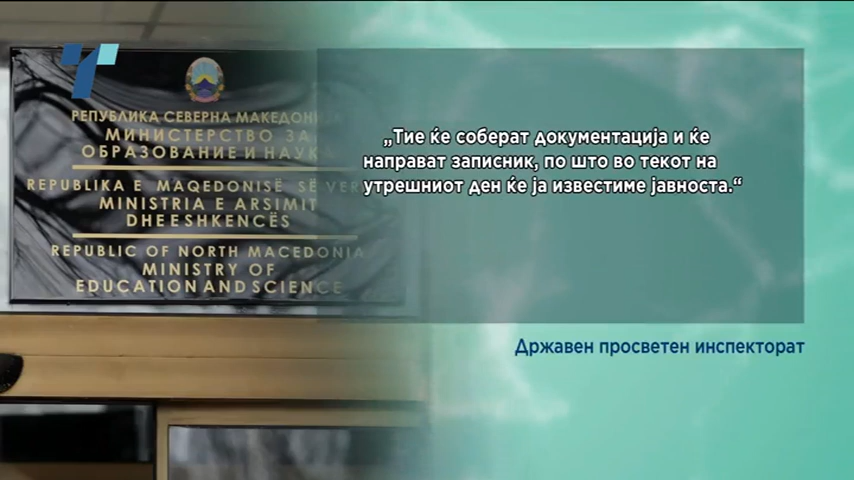 РЕПУБЛИКА СЕВЕРНА МАКЕДОНИЈА
МИНИСТЕРСТВО ЗА
ОБРАЗОВАНИЕ И НАУКА
REPUBLIKA E MAQEDONISË SË VERI
MINISTRIA E ARSIMIT
DHE E SHKENCËS
REPUBLIC OF NORTH MACEDONIA
MINISTRY OF
EDUCATION AND SCIENCE
„Тие ќе соберат документација и ќе
направат записник, по што во текот на
утрешниот ден ќе ја известиме јавноста.“
Државен просветен инспекторат